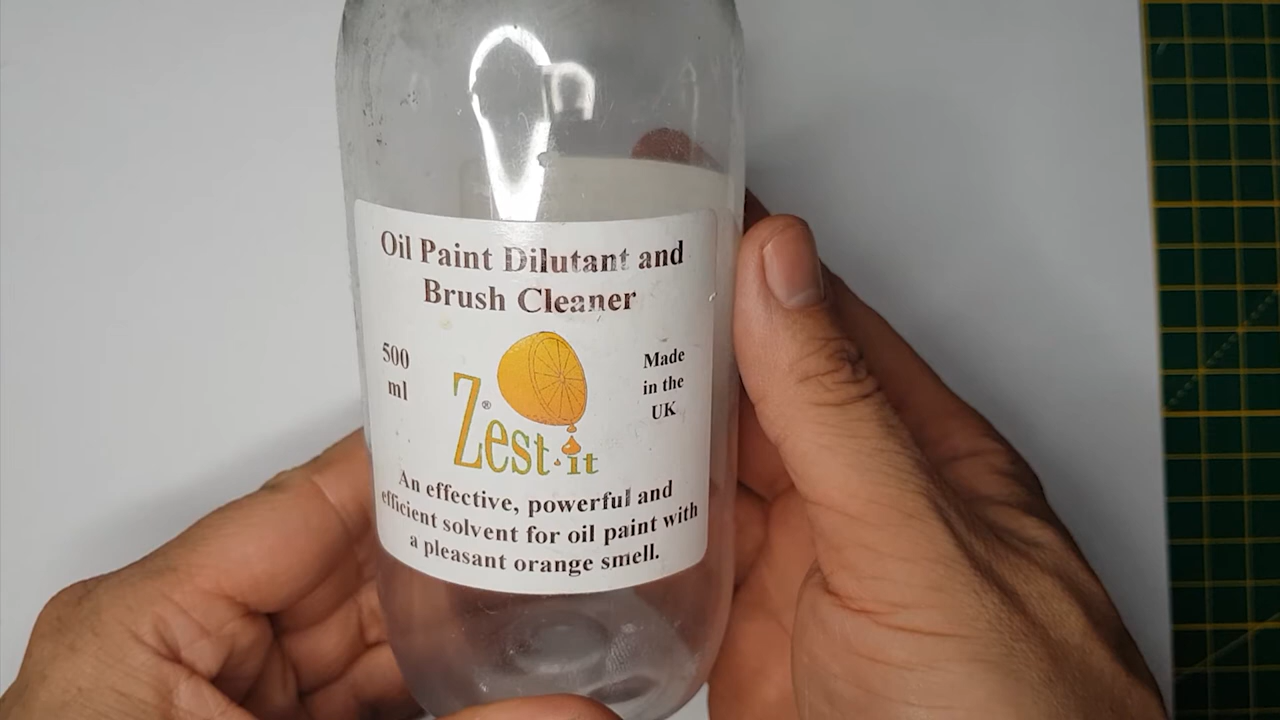 Oil Paint Dilutant and
Brush Cleaner
500
ml
Made
in the
UK
Zest·it®
An effective, powerful and
efficient solvent for oil paint with
a pleasant orange smell.